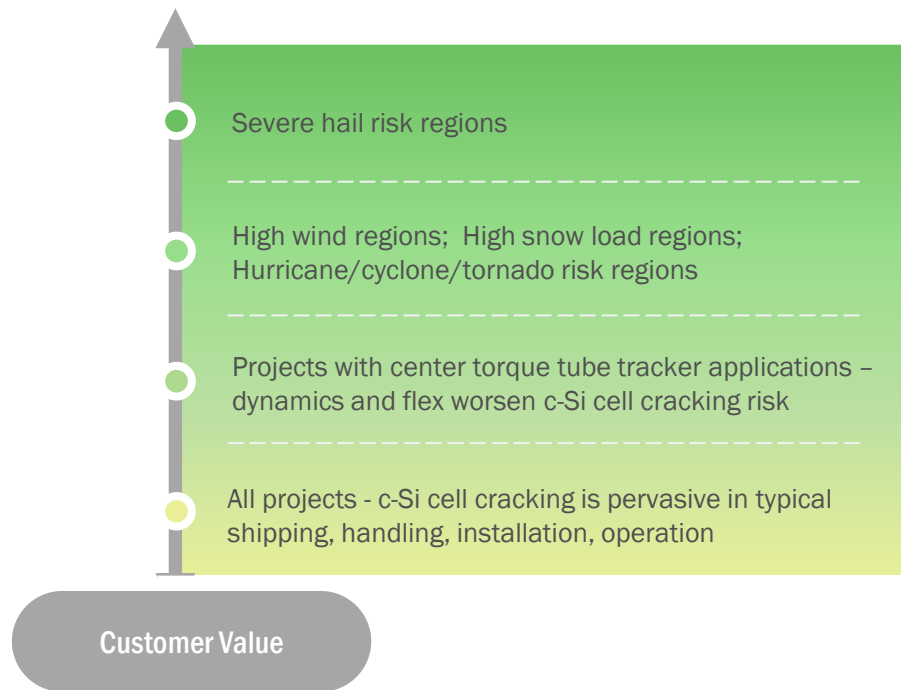 Severe hail risk regions
High wind regions;  High snow load regions;
Hurricane/cyclone/tornado risk regions
Projects with center torque tube tracker applications –
dynamics and flex worsen c-Si cell cracking risk
All projects - c-Si cell cracking is pervasive in typical
shipping, handling, installation, operation
Customer Value